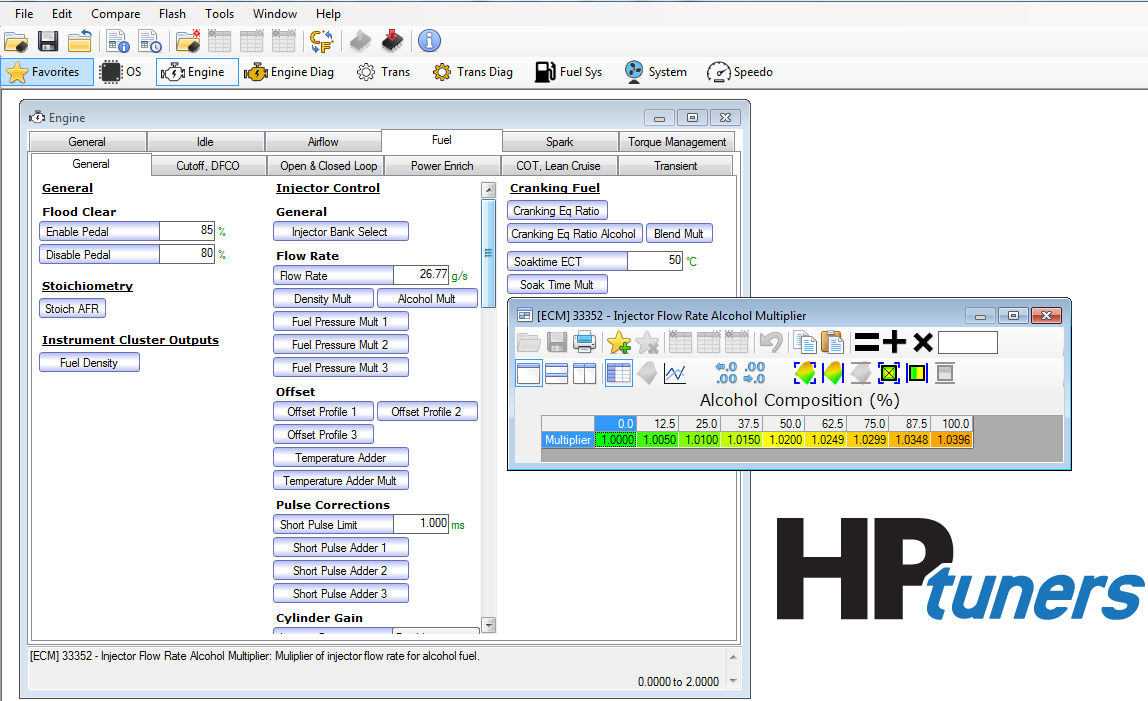 File Edit Compare Flash Tools Window Help
Favorites OS Engine Engine Diag Trans Trans Diag Fuel Sys System Speedo
Engine
General Idle Airflow Fuel Spark Torque Management
General Cutoff, DFCO Open & Closed Loop Power Enrich COT, Lean Cruise Transient
General
Flood Clear
Enable Pedal 85 %
Disable Pedal 80 %
Stoichiometry
Stoich AFR
Instrument Cluster Outputs
Fuel Density
Injector Control
General
Injector Bank Select
Flow Rate
Flow Rate 26.77 g/s
Density Mult Alcohol Mult
Fuel Pressure Mult 1
Fuel Pressure Mult 2
Fuel Pressure Mult 3
Offset
Offset Profile 1 Offset Profile 2
Offset Profile 3
Temperature Adder
Temperature Adder Mult
Pulse Corrections
Short Pulse Limit 1.000 ms
Short Pulse Adder 1
Short Pulse Adder 2
Short Pulse Adder 3
Cylinder Gain
Cranking Fuel
Cranking Eq Ratio
Cranking Eq Ratio Alcohol Blend Mult
Soaktime ECT 50 °C
Soak Time Mult
[ECM] 33352 - Injector Flow Rate Alcohol Multiplier
←.0 .00
.00 →.0
Alcohol Composition (%)
0.0 12.5 25.0 37.5 50.0 62.5 75.0 87.5 100.0
Multiplier 1.0000 1.0050 1.0100 1.0150 1.0200 1.0249 1.0299 1.0348 1.0396
HPtuners
[ECM] 33352 - Injector Flow Rate Alcohol Multiplier: Muliplier of injector flow rate for alcohol fuel.
0.0000 to 2.0000